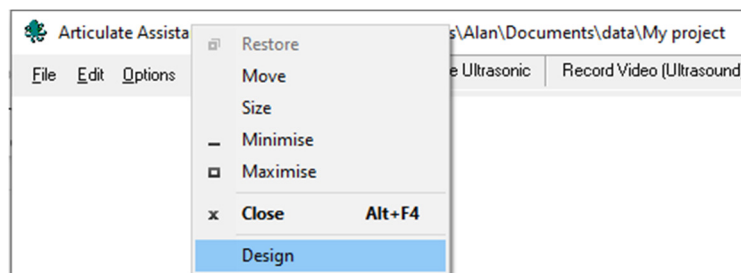 Articulate Assista
s\Alan\Documents\data\My project
File Edit Options
e Ultrasonic
Record Video (Ultrasound
Restore
Move
Size
Minimise
Maximise
Close Alt+F4
Design